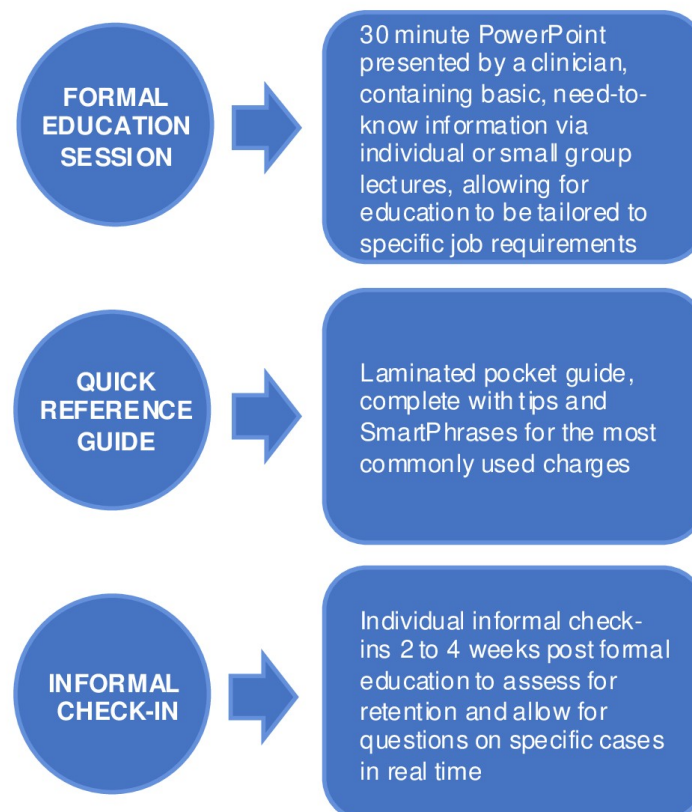 FORMAL
EDUCATION
SESSION
30 minute PowerPoint
presented by a clinician,
containing basic, need-to-
know information via
individual or small group
lectures, allowing for
education to be tailored to
specific job requirements
QUICK
REFERENCE
GUIDE
Laminated pocket guide,
complete with tips and
SmartPhrases for the most
commonly used charges
INFORMAL
CHECK-IN
Individual informal check-
ins 2 to 4 weeks post formal
education to assess for
retention and allow for
questions on specific cases
in real time